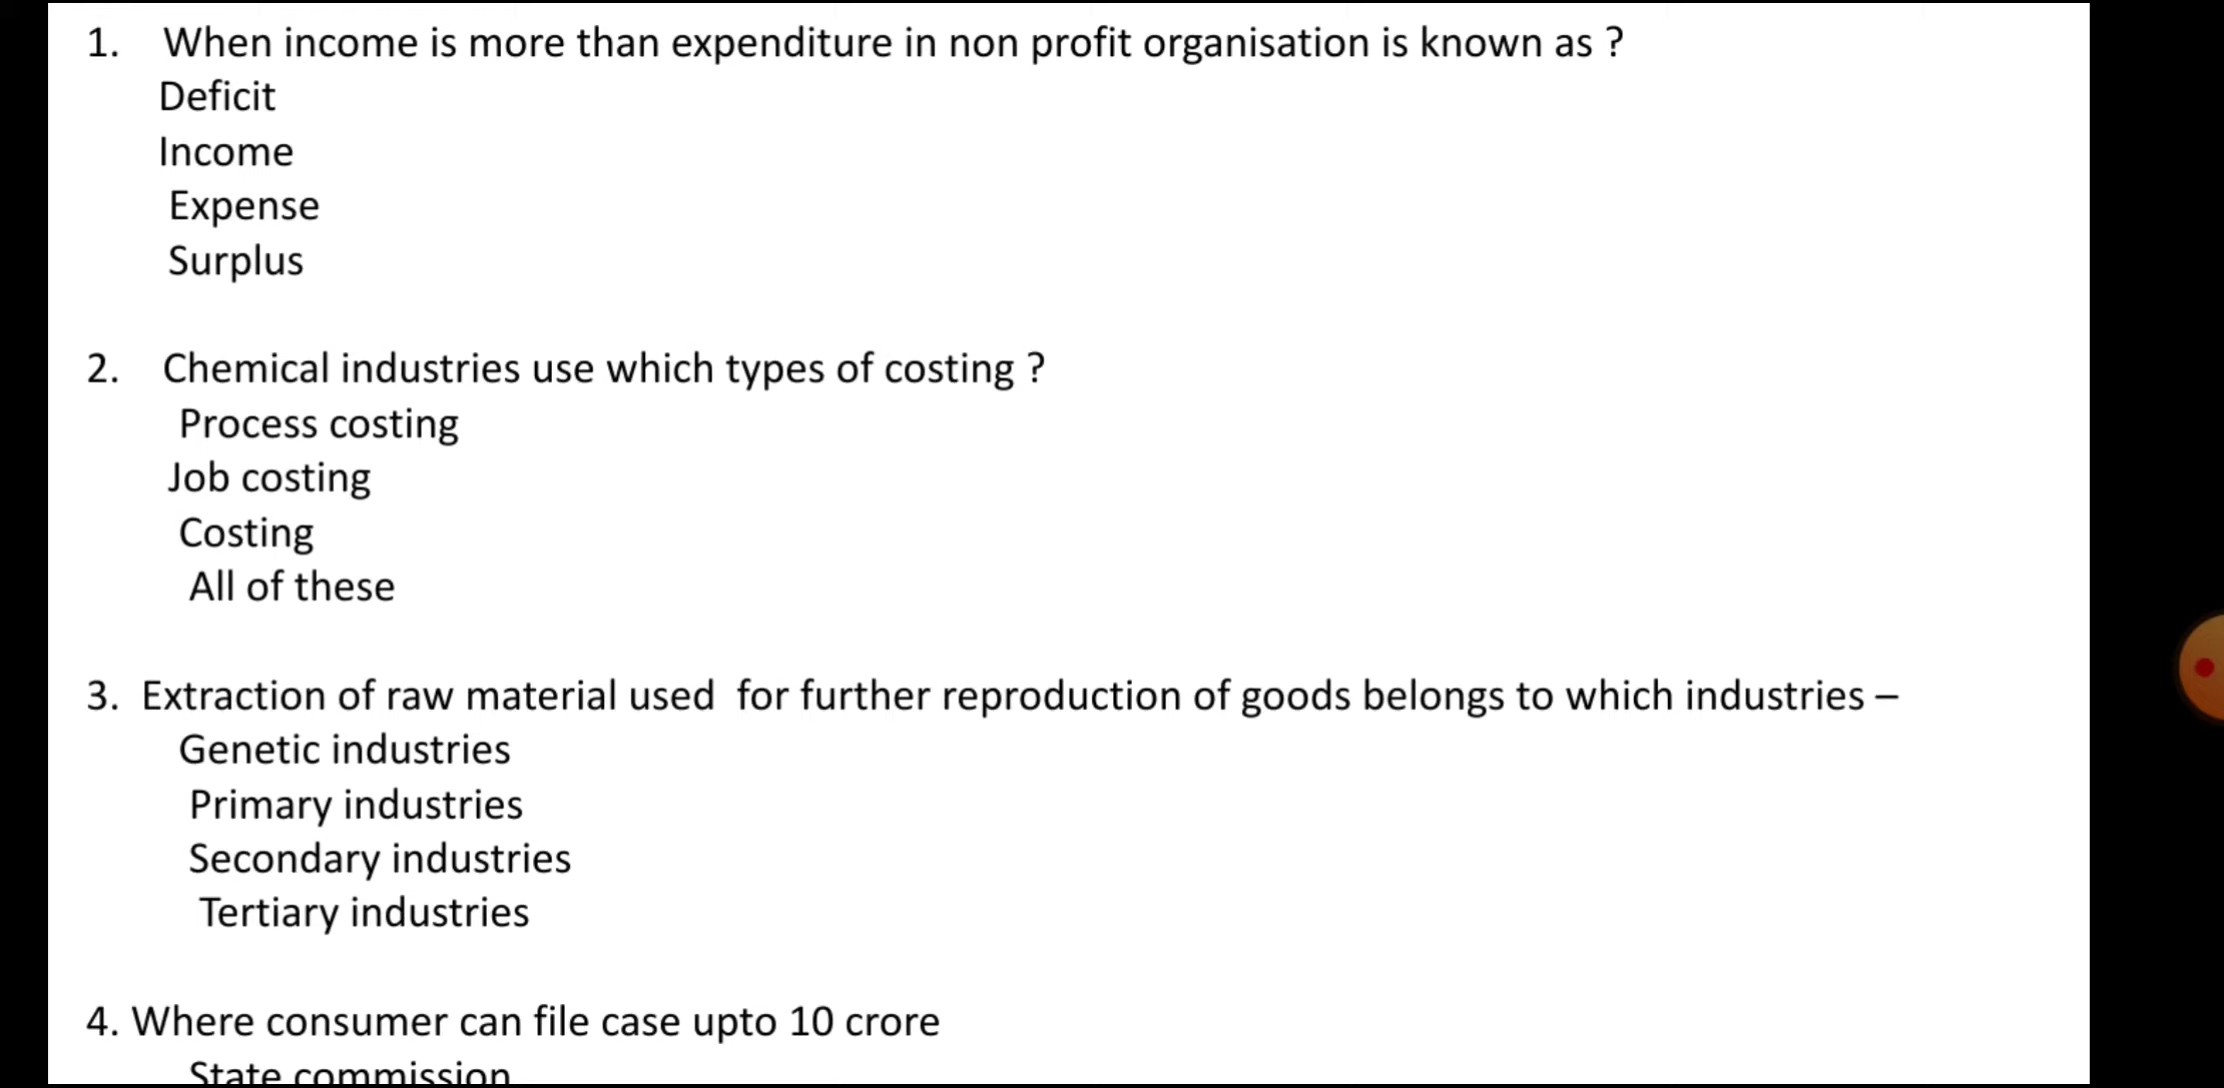 1. When income is more than expenditure in non profit organisation is known as ?
Deficit
Income
Expense
Surplus
2. Chemical industries use which types of costing ?
Process costing
Job costing
Costing
All of these
3. Extraction of raw material used for further reproduction of goods belongs to which industries –
Genetic industries
Primary industries
Secondary industries
Tertiary industries
4. Where consumer can file case upto 10 crore
State commission